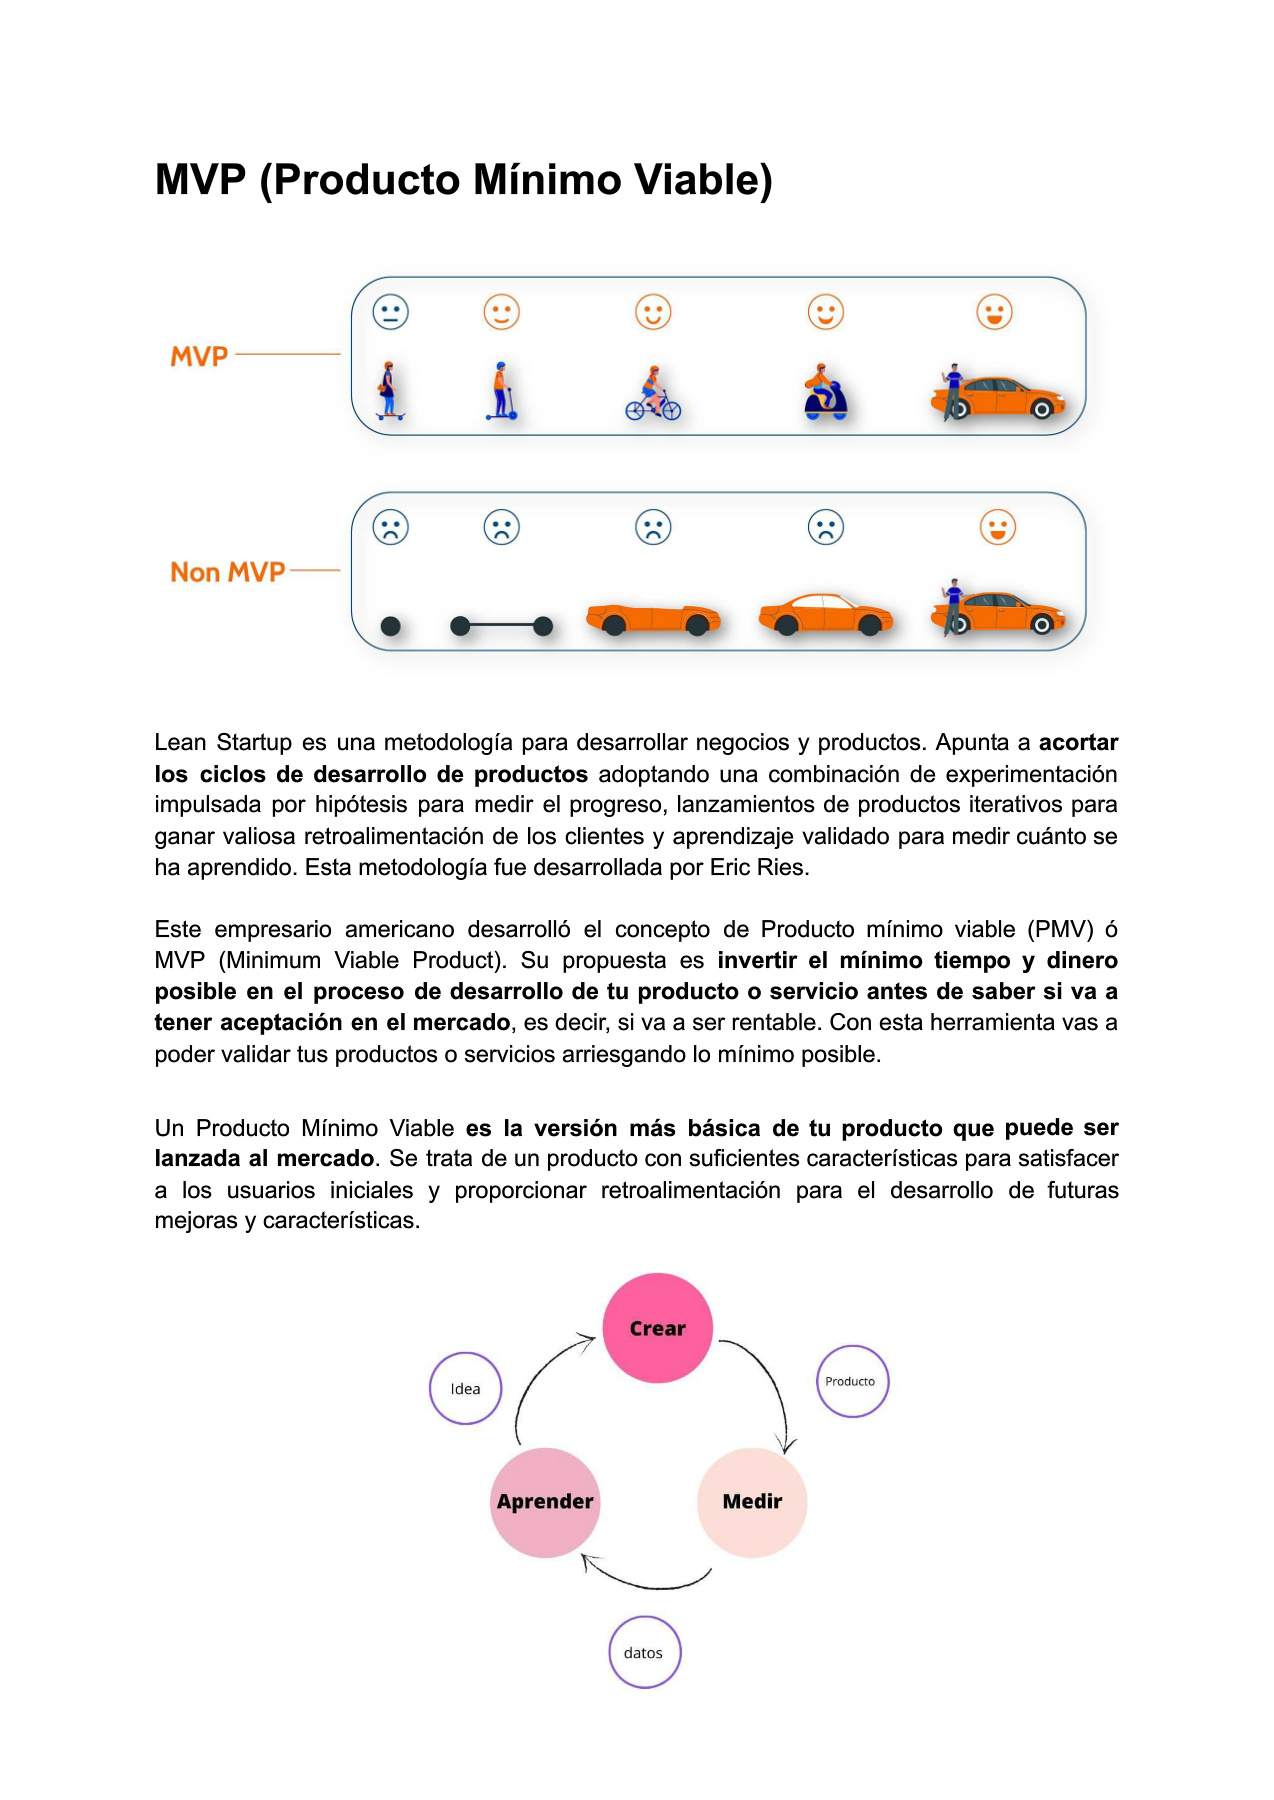 MVP (Producto Mínimo Viable)
MVP
Non MVP
Lean Startup es una metodología para desarrollar negocios y productos. Apunta a acortar
los ciclos de desarrollo de productos adoptando una combinación de experimentación
impulsada por hipótesis para medir el progreso, lanzamientos de productos iterativos para
ganar valiosa retroalimentación de los clientes y aprendizaje validado para medir cuánto se
ha aprendido. Esta metodología fue desarrollada por Eric Ries.
Este empresario americano desarrolló el concepto de Producto mínimo viable (PMV) ó
MVP (Minimum Viable Product). Su propuesta es invertir el mínimo tiempo y dinero
posible en el proceso de desarrollo de tu producto o servicio antes de saber si va a
tener aceptación en el mercado, es decir, si va a ser rentable. Con esta herramienta vas a
poder validar tus productos o servicios arriesgando lo mínimo posible.
Un Producto Mínimo Viable es la versión más básica de tu producto que puede ser
lanzada al mercado. Se trata de un producto con suficientes características para satisfacer
a los usuarios iniciales y proporcionar retroalimentación para el desarrollo de futuras
mejoras y características.
Crear
Idea
Producto
Aprender
Medir
datos